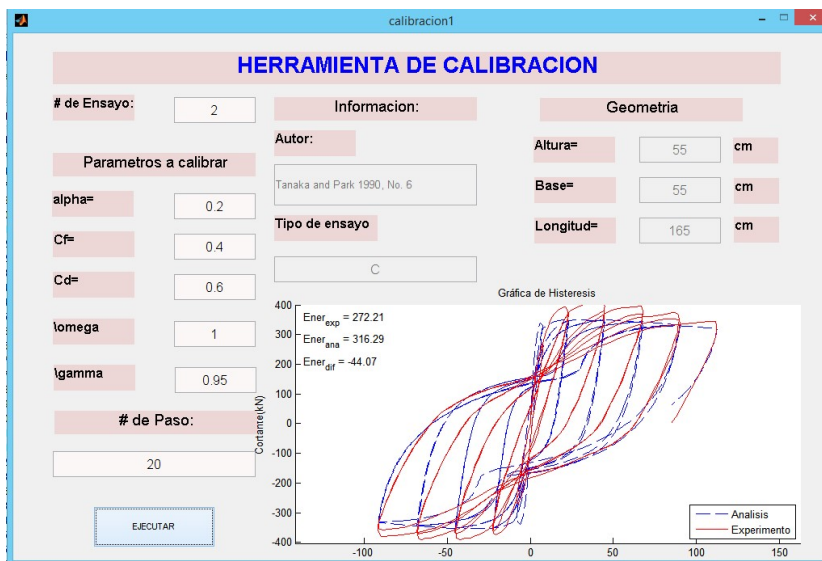 calibracion1
HERRAMIENTA DE CALIBRACION
# de Ensayo:
2
Informacion:
Geometria
Autor:
Tanaka and Park 1990, No. 6
Tipo de ensayo
C
Altura=
55
cm
Base=
55
cm
Longitud=
165
cm
Parametros a calibrar
alpha=
0.2
Cf=
0.4
Cd=
0.6
\omega
1
\gamma
0.95
# de Paso:
20
EJECUTAR
Gráfica de Histeresis
Ener_exp = 272.21
Ener_ana = 316.29
Ener_dif = -44.07
Cortante(kN)
400
300
200
100
0
-100
-200
-300
-400
-100
-50
0
50
100
150
Analisis
Experimento